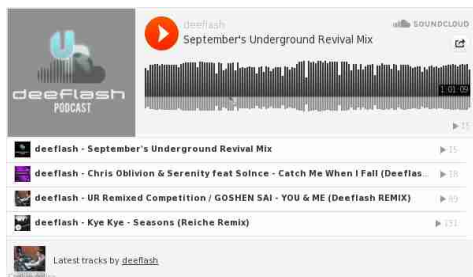 deeflash
SOUNDCLOUD
September's Underground Revival Mix
U
deeflash
PODCAST
1:01:09
15
deeflash - September's Underground Revival Mix
15
deeflash - Chris Oblivion & Serenity feat Solnce - Catch Me When I Fall (Deeflas...
deeflash - UR Remixed Competition / GOSHEN SAI - YOU & ME (Deeflash REMIX)
deeflash - Kye Kye - Seasons (Reiche Remix)
Latest tracks by deeflash